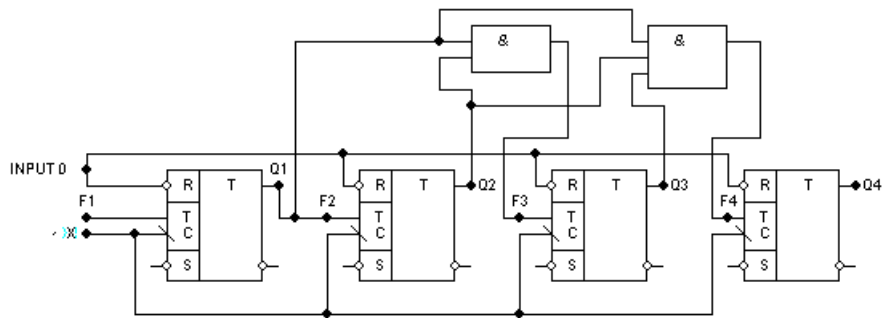 & &
INPUT 0
R T Q1 R T Q2 R T Q3 R T Q4
F1 T F2 T F3 T F4 T
X C C C C
S S S S